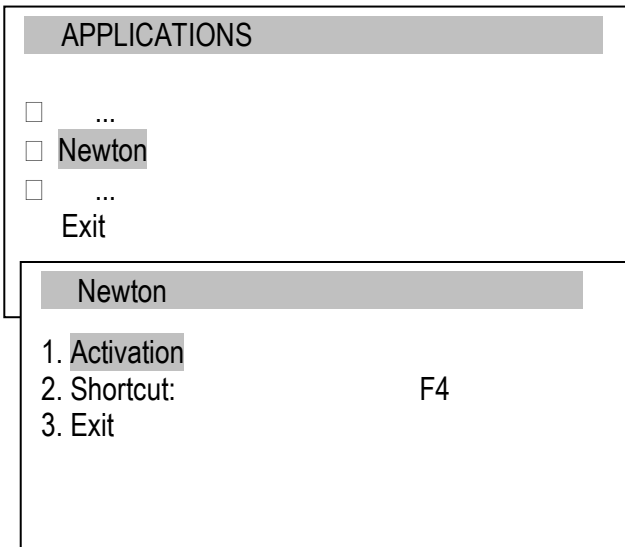 APPLICATIONS
...
Newton
...
Exit
Newton
1. Activation
2. Shortcut: F4
3. Exit